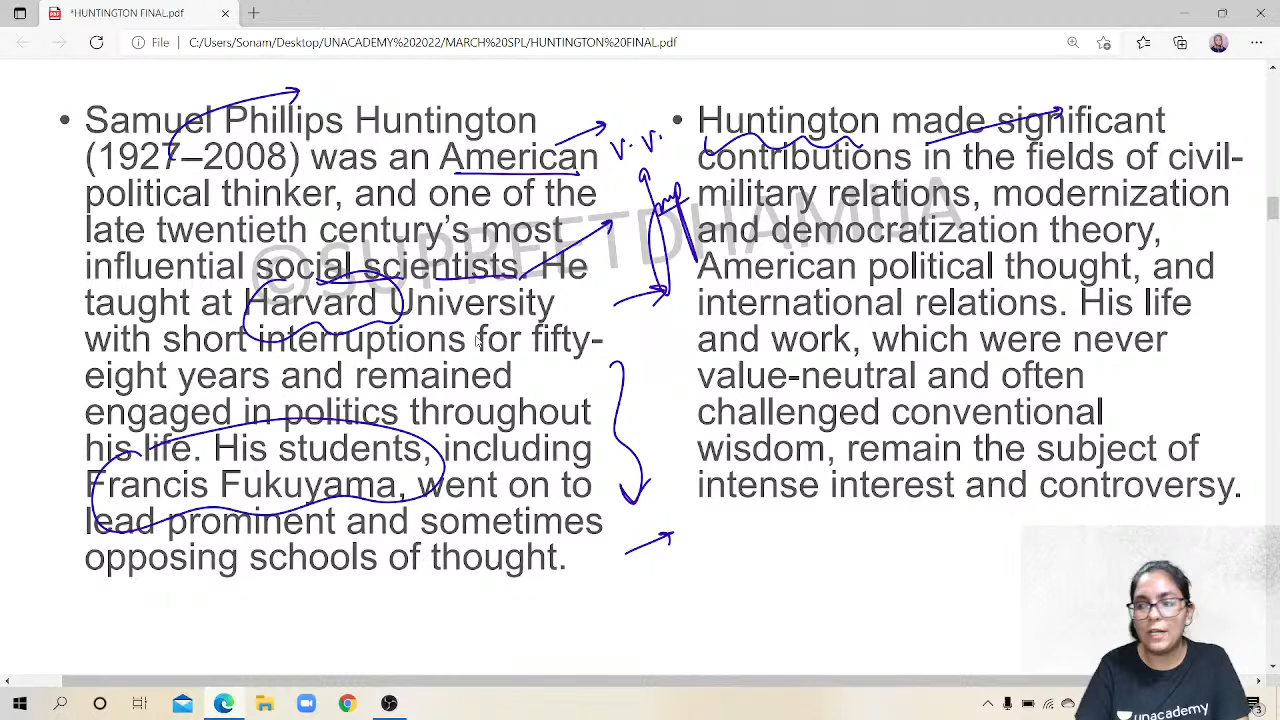 *HUNTINGTON FINAL.pdf
File
C:/Users/Sonam/Desktop/UNACADEMY%202022/MARCH%20SPL/HUNTINGTON%20FINAL.pdf
• Samuel Phillips Huntington
(1927–2008) was an American
political thinker, and one of the
late twentieth century’s most
influential social scientists. He
taught at Harvard University
with short interruptions for fifty-
eight years and remained
engaged in politics throughout
his life. His students, including
Francis Fukuyama, went on to
lead prominent and sometimes
opposing schools of thought.
V. V.
Imp
• Huntington made significant
contributions in the fields of civil-
military relations, modernization
and democratization theory,
American political thought, and
international relations. His life
and work, which were never
value-neutral and often
challenged conventional
wisdom, remain the subject of
intense interest and controversy.
©SUPREETDHAMIJA
unacademy
3